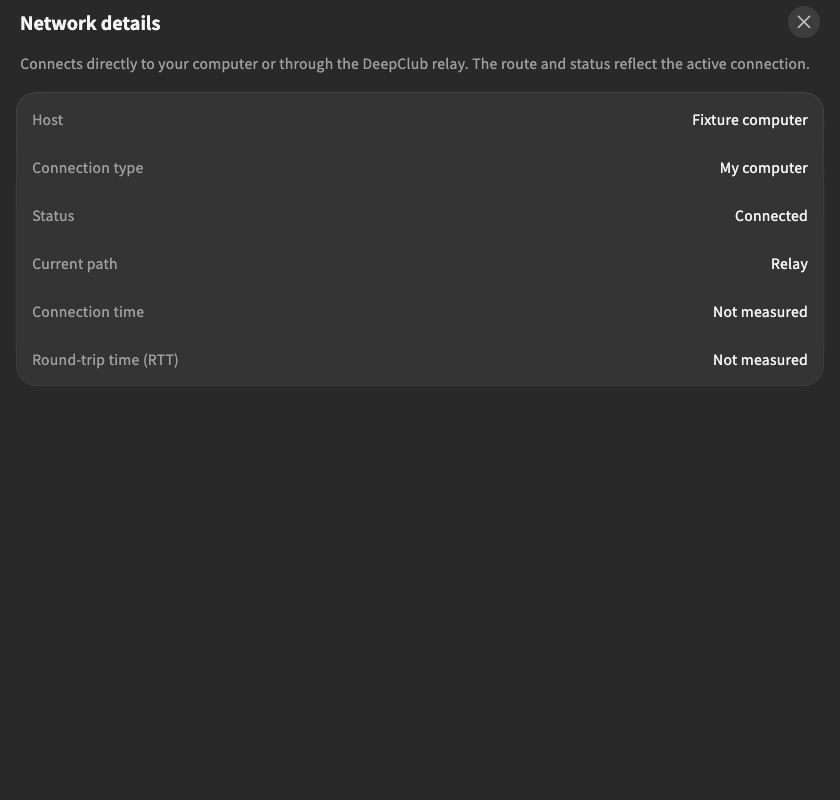 Network details
Connects directly to your computer or through the DeepClub relay. The route and status reflect the active connection.
Host Fixture computer
Connection type My computer
Status Connected
Current path Relay
Connection time Not measured
Round-trip time (RTT) Not measured